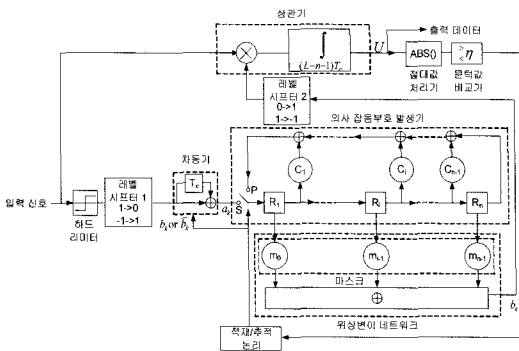 상관기
출력 데이터
∫
(L-n-1)T_c
U
ABS()
> < η
절대값
처리기
문턱값
비교가
레벨
시프터 2
0->1
1->-1
의사 잡음부호 발생기
C_1
C_i
C_n-1
차동기
T_c
레벨
시프터 1
1->0
-1->1
입력 신호
하드
리미터
b_k or b̄_k
a_k
P
S
R_1
R_i
R_n
m_0
m_i-1
m_n-1
마스크
b_c
위상변이 네트워크
적재/추적
논리